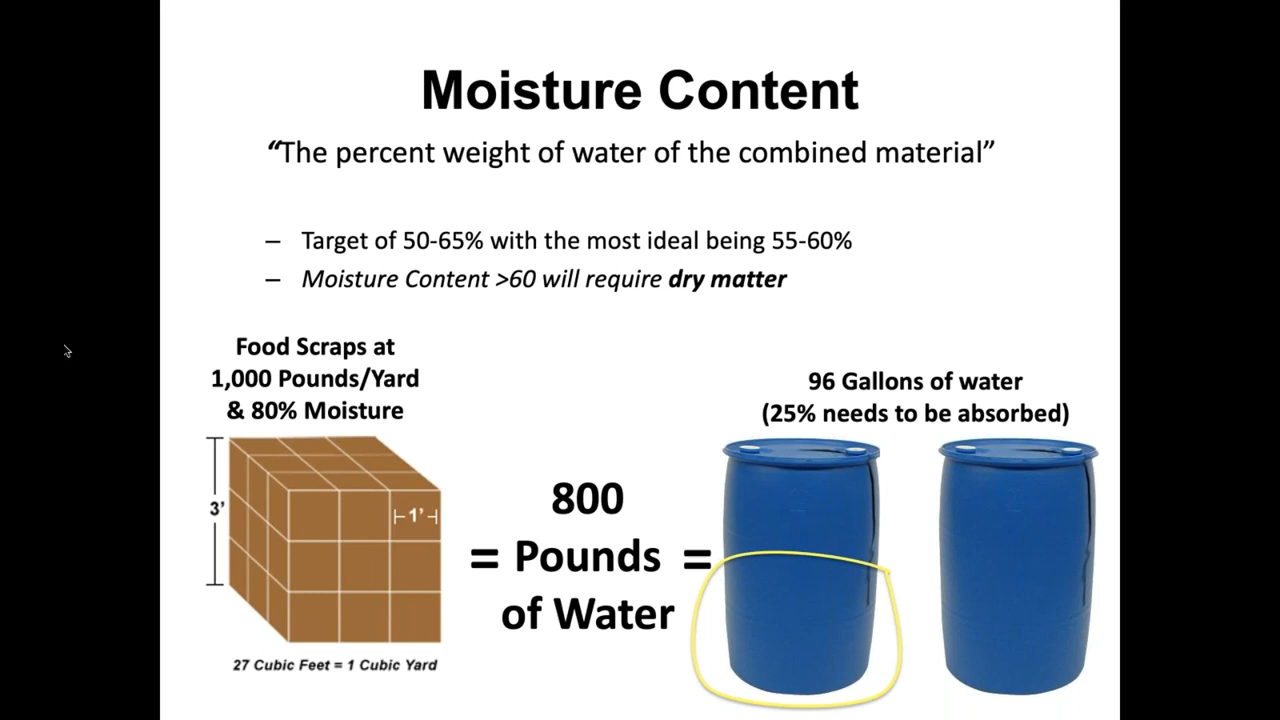 Moisture Content
“The percent weight of water of the combined material”
– Target of 50-65% with the most ideal being 55-60%
– Moisture Content >60 will require dry matter
Food Scraps at
1,000 Pounds/Yard
& 80% Moisture
3’
1’
27 Cubic Feet = 1 Cubic Yard
=
800
Pounds
of Water
=
96 Gallons of water
(25% needs to be absorbed)